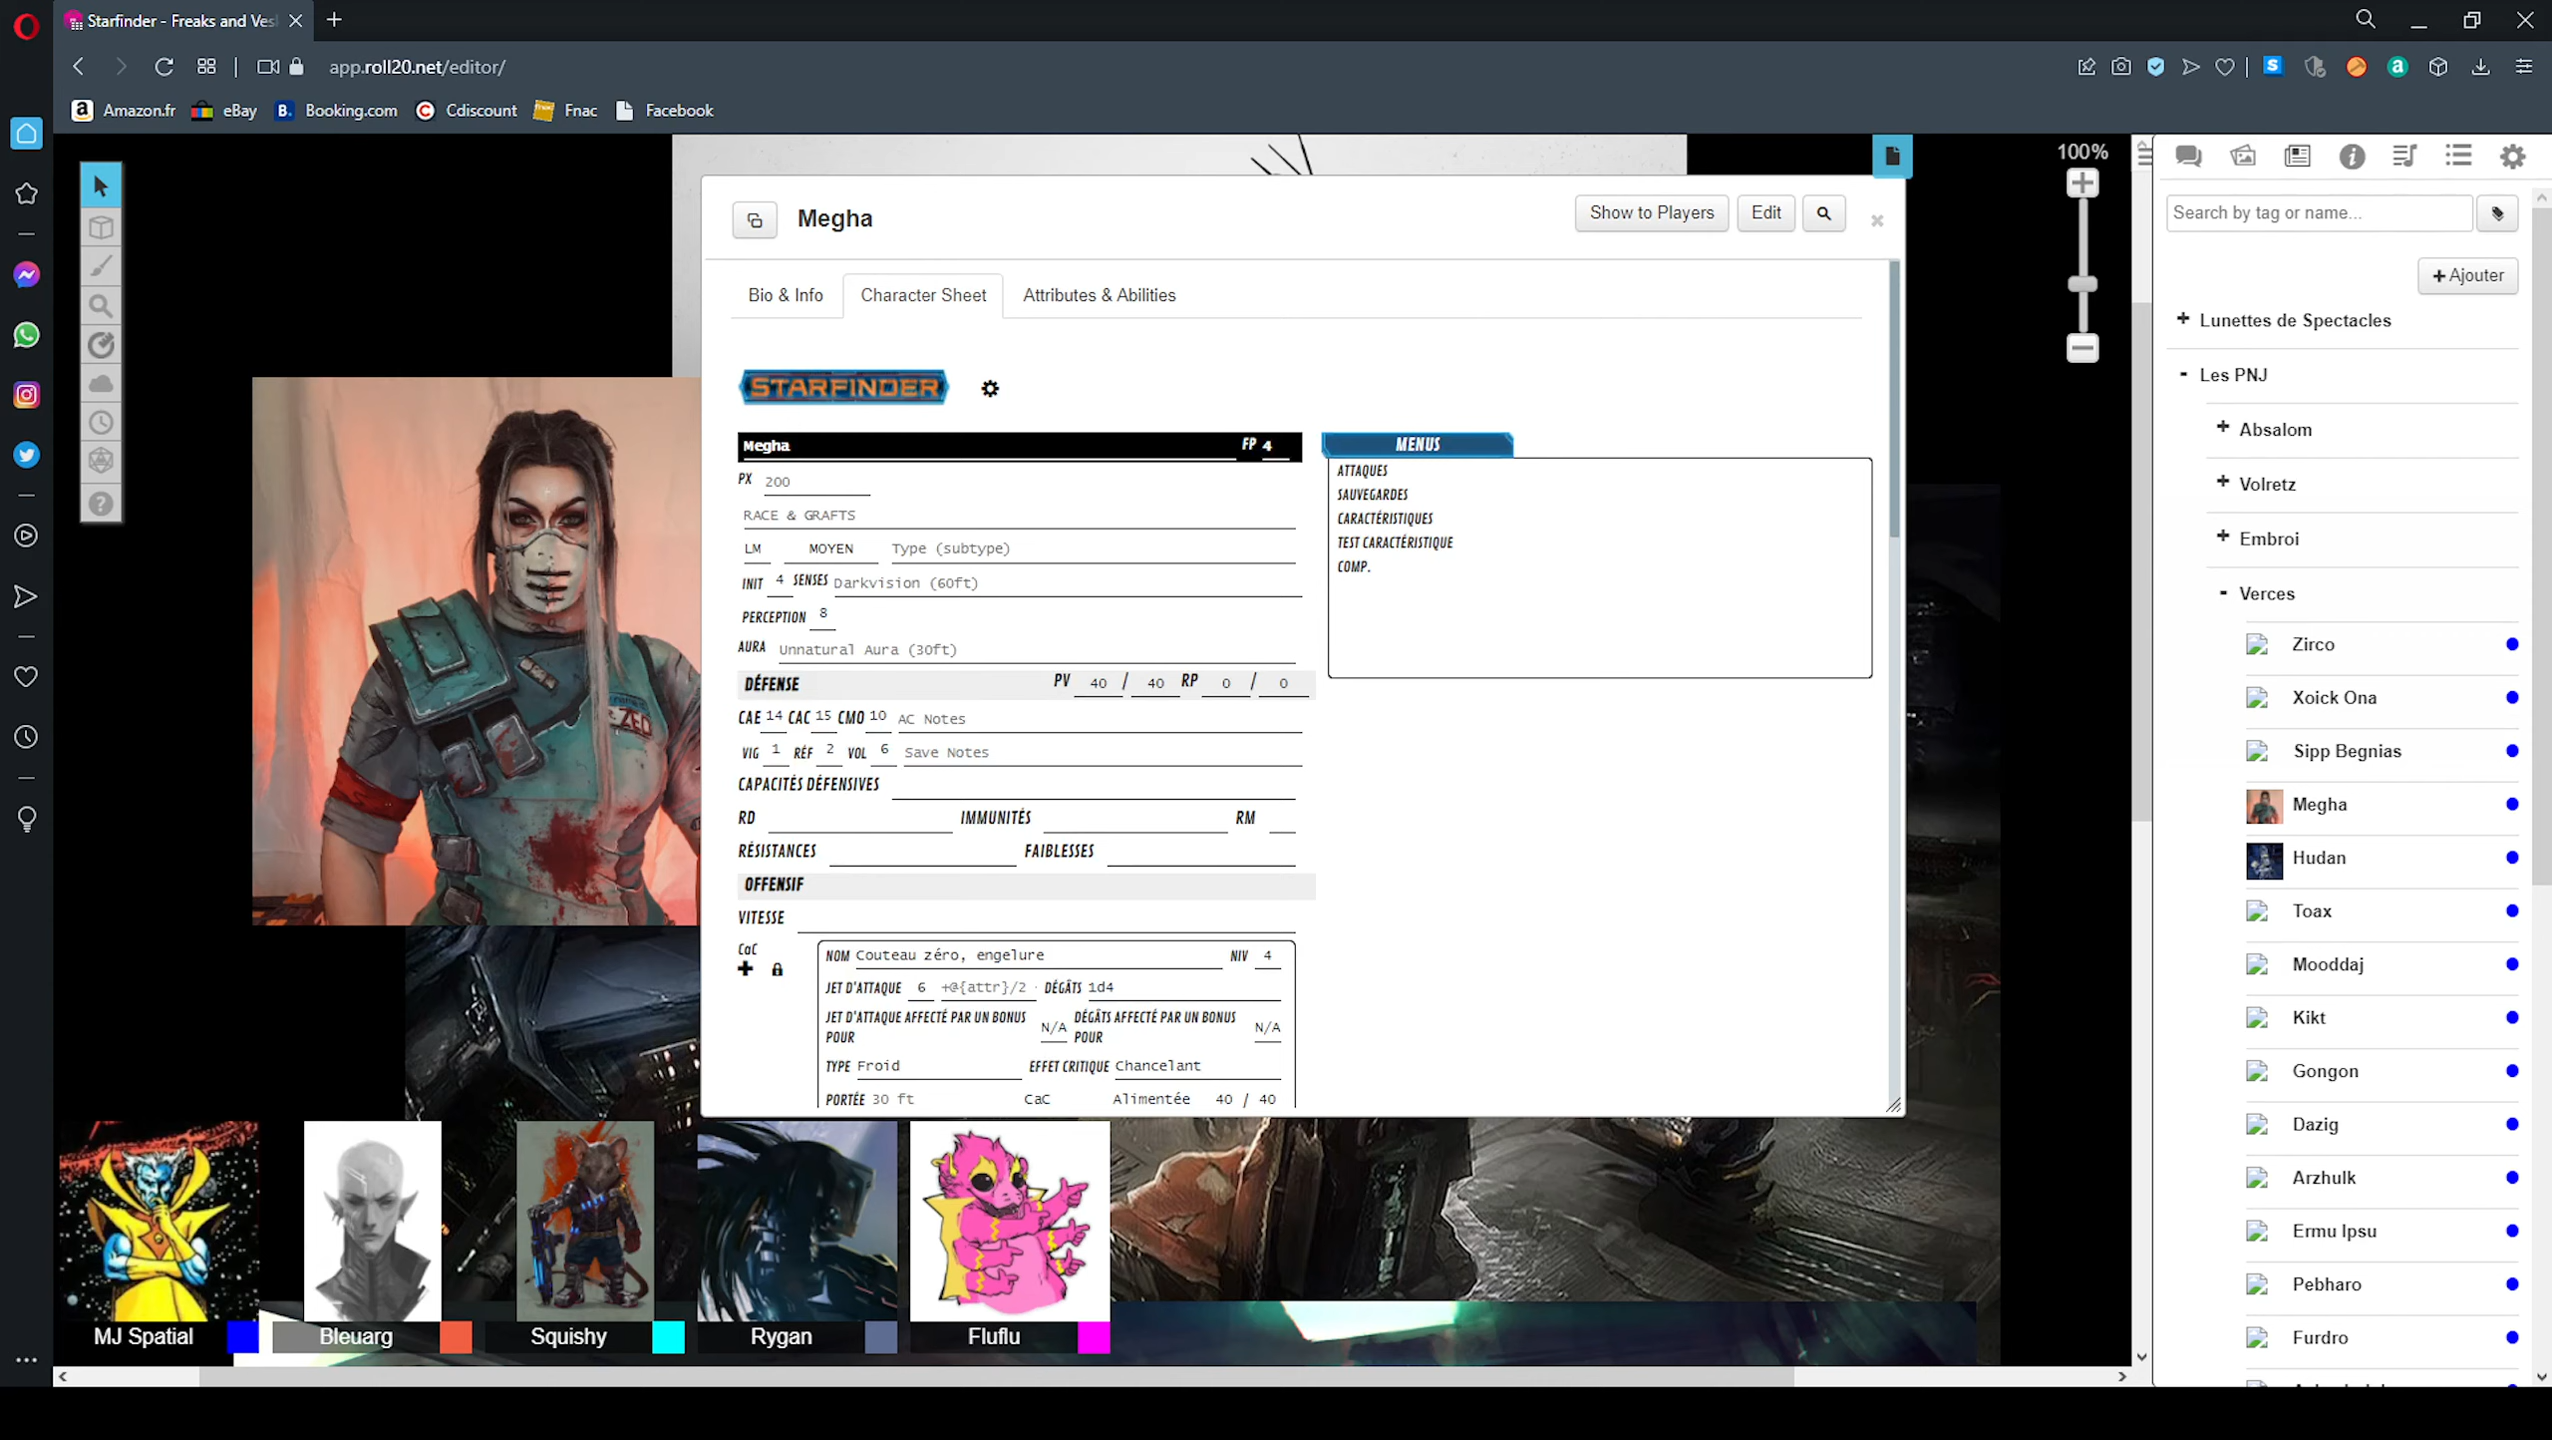 Starfinder - Freaks and Ves
app.roll20.net/editor/
Amazon.fr
eBay
B.
Booking.com
Cdiscount
Fnac
Facebook
100%
Megha
Show to Players
Edit
Search by tag or name...
+ Ajouter
Bio & Info
Character Sheet
Attributes & Abilities
STARFINDER
Megha FP 4
PX 200
RACE & GRAFTS
LM MOYEN Type (subtype)
INIT 4 SENSES Darkvision (60ft)
PERCEPTION 8
AURA Unnatural Aura (30ft)
DÉFENSE PV 40 / 40 RP 0 / 0
CAE 14 CAC 15 CMO 10 AC Notes
VIG 1 RÉF 2 VOL 6 Save Notes
CAPACITÉS DÉFENSIVES
RD IMMUNITÉS RM
RÉSISTANCES FAIBLESSES
OFFENSIF
VITESSE
CaC
NOM Couteau zéro, engelure NIV 4
JET D'ATTAQUE 6 +@{attr}/2 DÉGÂTS 1d4
JET D'ATTAQUE AFFECTÉ PAR UN BONUS POUR N/A DÉGÂTS AFFECTÉ PAR UN BONUS POUR N/A
TYPE Froid EFFET CRITIQUE Chancelant
PORTÉE 30 ft CaC Alimentée 40 / 40
MENUS
ATTAQUES
SAUVEGARDES
CARACTÉRISTIQUES
TEST CARACTÉRISTIQUE
COMP.
+ Lunettes de Spectacles
- Les PNJ
+ Absalom
+ Volretz
+ Embroi
- Verces
Zirco
Xoick Ona
Sipp Begnias
Megha
Hudan
Toax
Mooddaj
Kikt
Gongon
Dazig
Arzhulk
Ermu Ipsu
Pebharo
Furdro
ZED
MJ Spatial
Bleuarg
Squishy
Rygan
Fluflu